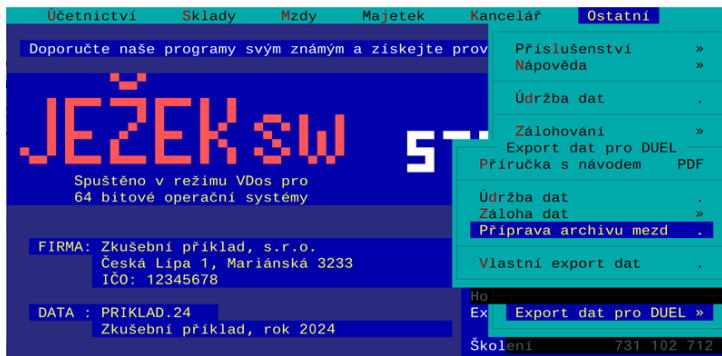 Účetnictví Sklady Mzdy Majetek Kancelář Ostatní
Doporučte naše programy svým známým a získejte prov
Příslušenství »
Nápověda »
Údržba dat .
Zálohování »
JEŽEK SW
Export dat pro DUEL
Příručka s návodem PDF
Údržba dat .
Záloha dat »
Příprava archivu mezd .
Vlastní export dat .
Spuštěno v režimu VDos pro
64 bitové operační systémy
FIRMA: Zkušební příklad, s.r.o.
Česká Lípa 1, Mariánská 3233
IČO: 12345678
Ho
DATA : PRIKLAD.24
Ex Export dat pro DUEL »
Zkušební příklad, rok 2024
Školení 731 102 712